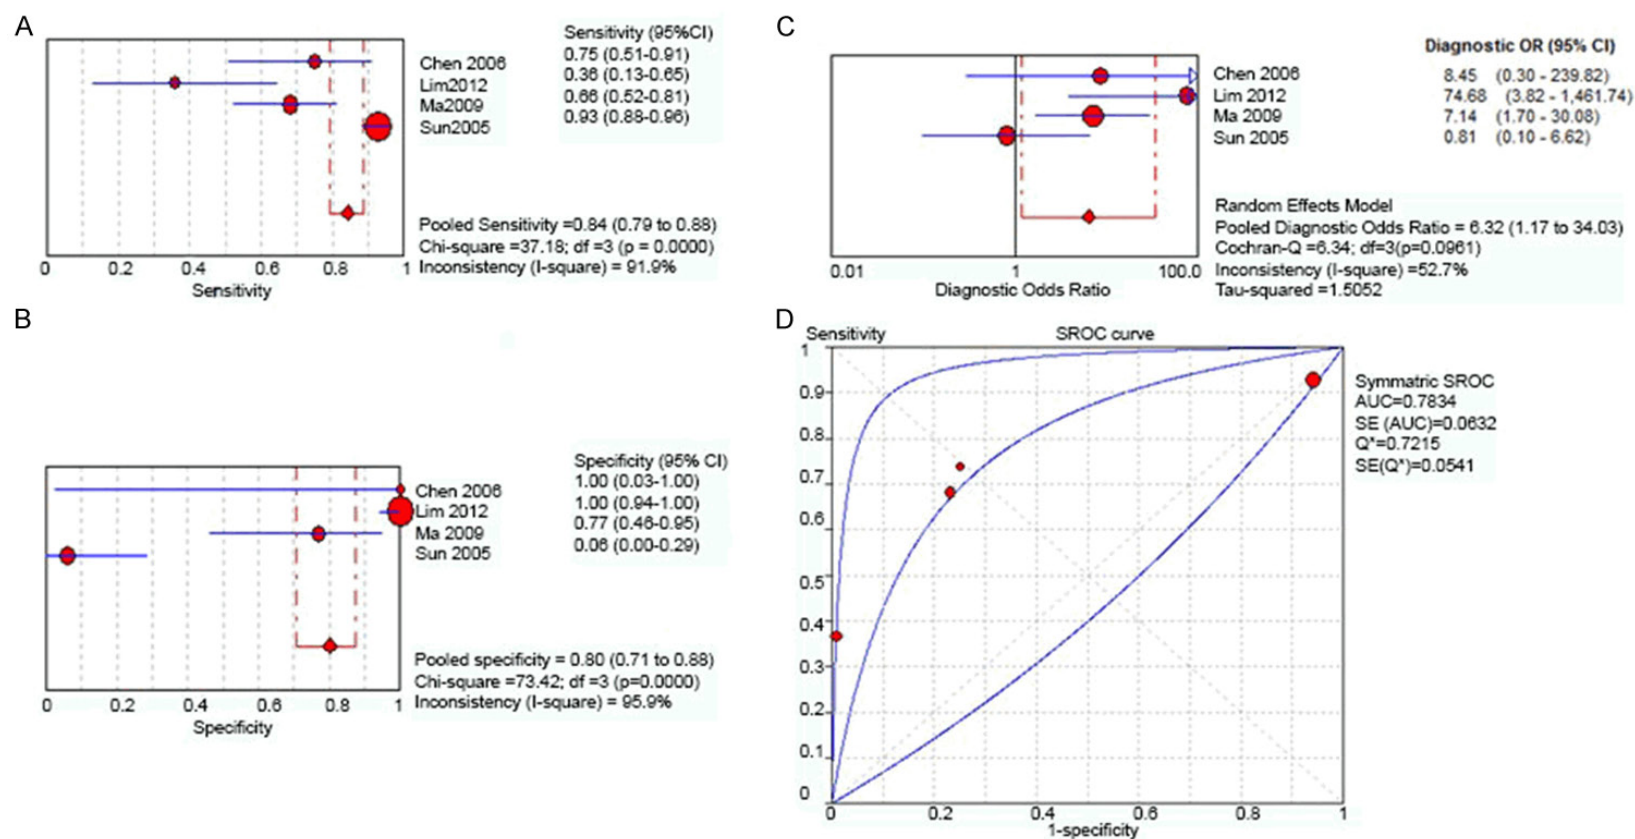 A
Sensitivity (95%CI)
Chen 2006 0.75 (0.51-0.91)
Lim2012 0.36 (0.13-0.65)
Ma2009 0.66 (0.52-0.81)
Sun2005 0.93 (0.88-0.96)
Pooled Sensitivity =0.84 (0.79 to 0.88)
Chi-square =37.18; df =3 (p = 0.0000)
Inconsistency (I-square) = 91.9%
0 0.2 0.4 0.6 0.8 1
Sensitivity
B
Specificity (95% CI)
Chen 2006 1.00 (0.03-1.00)
Lim 2012 1.00 (0.94-1.00)
Ma 2009 0.77 (0.46-0.95)
Sun 2005 0.06 (0.00-0.29)
Pooled specificity = 0.80 (0.71 to 0.88)
Chi-square =73.42; df =3 (p=0.0000)
Inconsistency (I-square) = 95.9%
0 0.2 0.4 0.6 0.8 1
Specificity
C
Diagnostic OR (95% CI)
Chen 2006 8.45 (0.30 - 239.82)
Lim 2012 74.68 (3.82 - 1,461.74)
Ma 2009 7.14 (1.70 - 30.08)
Sun 2005 0.81 (0.10 - 6.62)
Random Effects Model
Pooled Diagnostic Odds Ratio = 6.32 (1.17 to 34.03)
Cochran-Q =6.34; df=3(p=0.0961)
Inconsistency (I-square) =52.7%
Tau-squared =1.5052
0.01 1 100.0
Diagnostic Odds Ratio
D
Sensitivity SROC curve
1
0.9
0.8
0.7
0.6
0.5
0.4
0.3
0.2
0.1
0
Symmatric SROC
AUC=0.7834
SE (AUC)=0.0632
Q*=0.7215
SE(Q*)=0.0541
0 0.2 0.4 0.6 0.8 1
1-specificity